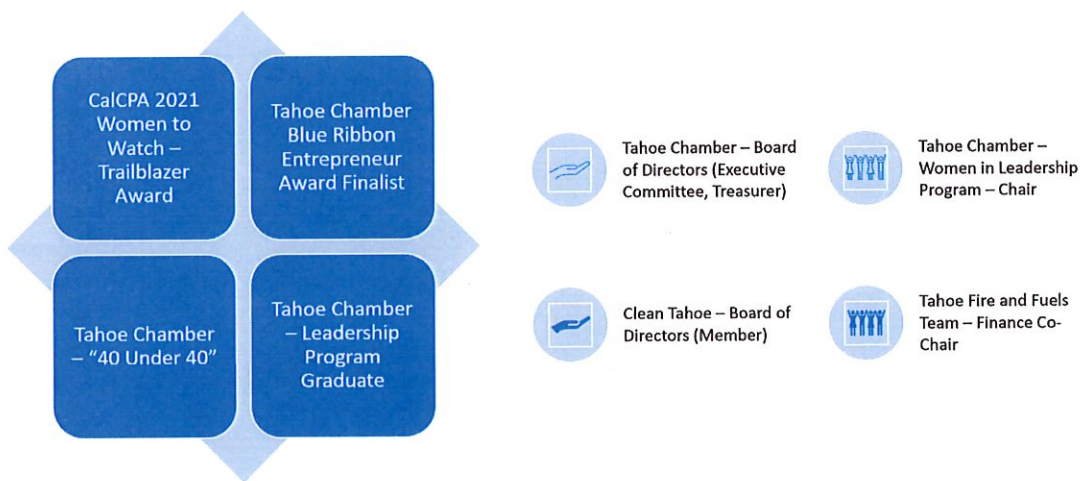 CalCPA 2021
Women to
Watch –
Trailblazer
Award
Tahoe Chamber
Blue Ribbon
Entrepreneur
Award Finalist
Tahoe Chamber
– “40 Under 40”
Tahoe Chamber
– Leadership
Program
Graduate
Tahoe Chamber – Board
of Directors (Executive
Committee, Treasurer)
Tahoe Chamber –
Women in Leadership
Program – Chair
Clean Tahoe – Board of
Directors (Member)
Tahoe Fire and Fuels
Team – Finance Co-
Chair